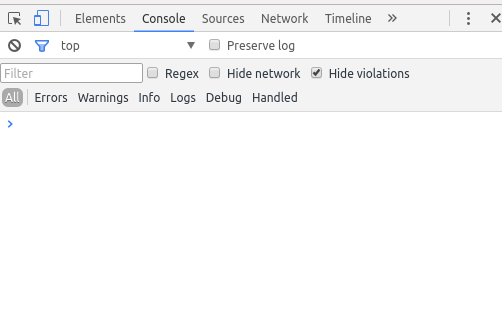 Elements Console Sources Network Timeline »
top Preserve log
Filter Regex Hide network Hide violations
All Errors Warnings Info Logs Debug Handled